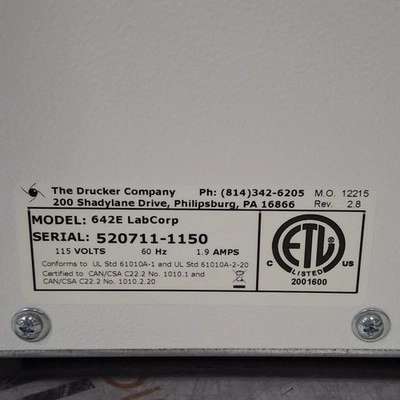 The Drucker Company Ph: (814)342-6205 M.O. 12215
200 Shadylane Drive, Philipsburg, PA 16866 Rev. 2.8
MODEL: 642E LabCorp
SERIAL: 520711-1150
115 VOLTS 60 Hz 1.9 AMPS
Conforms to UL Std 61010A-1 and UL Std 61010A-2-20
Certified to CAN/CSA C22.2 No. 1010.1 and
CAN/CSA C22.2 No. 1010.2.20
ETL
C US
LISTED
2001600